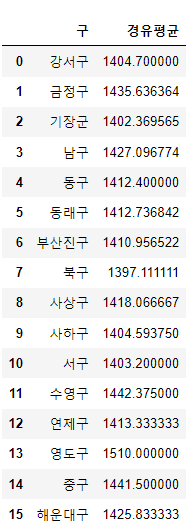 구 경유평균
0 강서구 1404.700000
1 금정구 1435.636364
2 기장군 1402.369565
3 남구 1427.096774
4 동구 1412.400000
5 동래구 1412.736842
6 부산진구 1410.956522
7 북구 1397.111111
8 사상구 1418.066667
9 사하구 1404.593750
10 서구 1403.200000
11 수영구 1442.375000
12 연제구 1413.333333
13 영도구 1510.000000
14 중구 1441.500000
15 해운대구 1425.833333